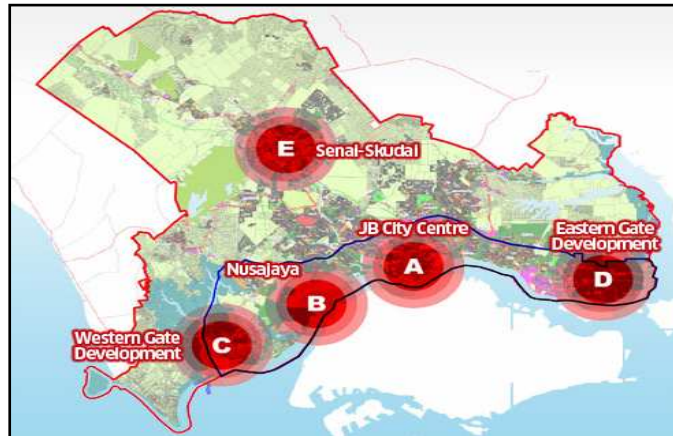 E
Senai-Skudai
JB City Centre
A
Eastern Gate
Development
D
Nusajaya
B
Western Gate
Development
C